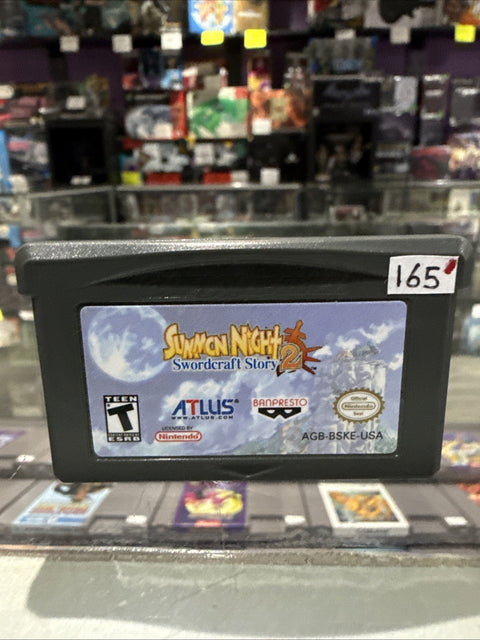 165
SUMMON NIGHT
2
Swordcraft Story
TEEN
T
ESRB
ATLUS®
WWW.ATLUS.COM
LICENSED BY
Nintendo
BANPRESTO
Official
Nintendo
Seal
AGB-BSKE-USA